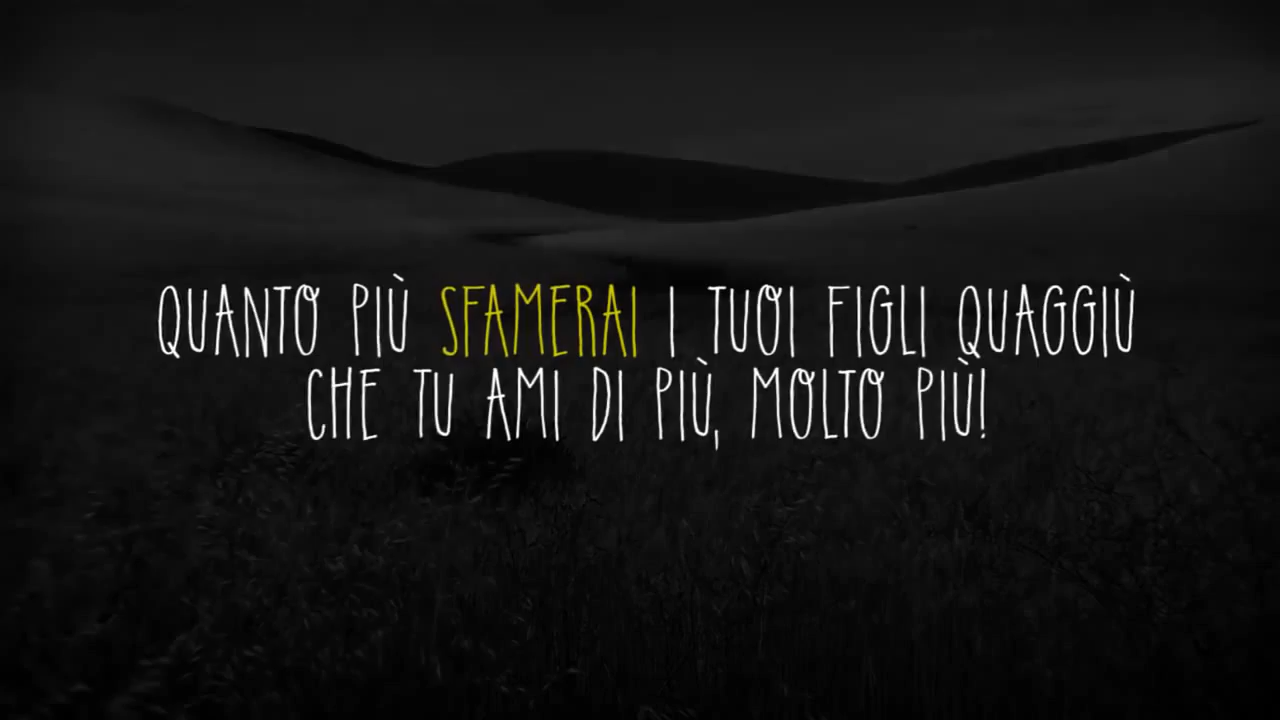 QUANTO PIÙ SFAMERAI I TUOI FIGLI QUAGGIÙ
CHE TU AMI DI PIÙ, MOLTO PIÙ!